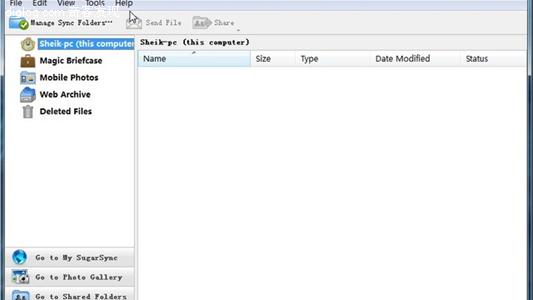 File Edit View Tools Help
Manage Sync Folders... Send File Share
Sheik-pc (this computer
Magic Briefcase
Mobile Photos
Web Archive
Deleted Files
Sheik-pc (this computer)
Name Size Type Date Modified Status
Go to My SugarSync
Go to Photo Gallery
Go to Shared Folders